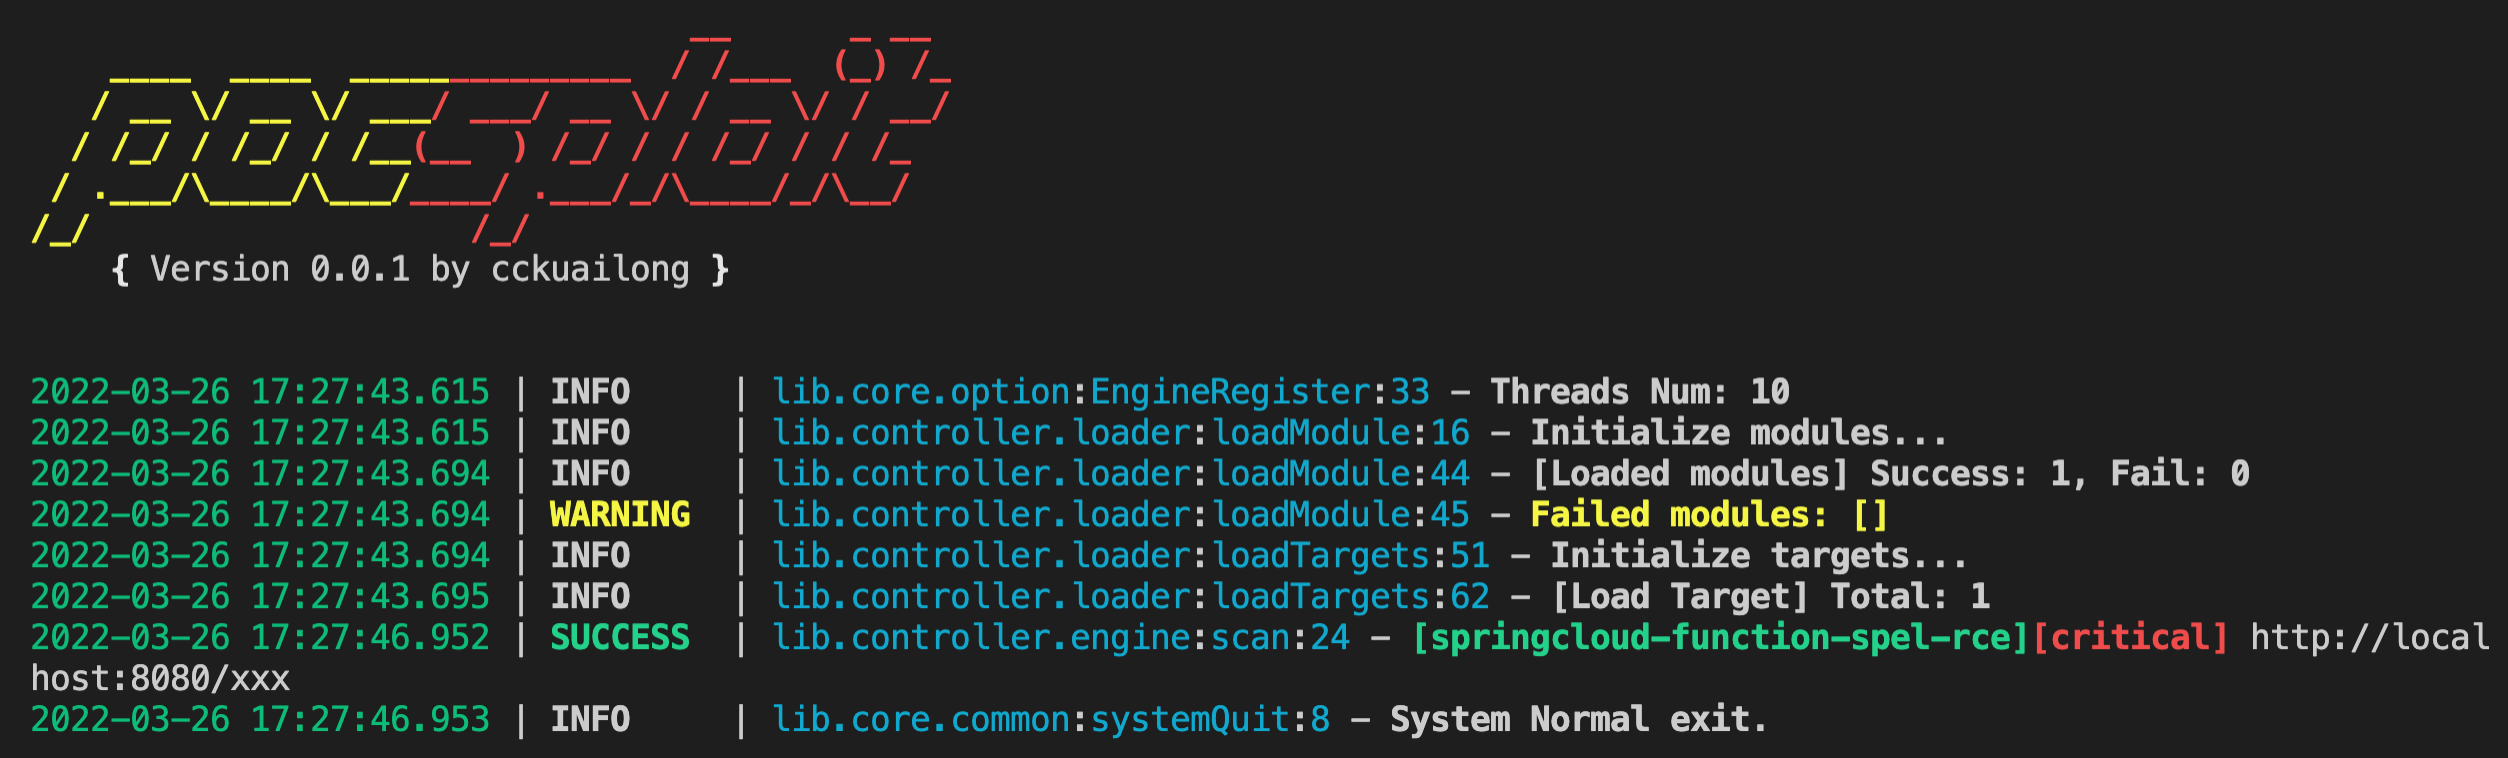 pocsploit
{ Version 0.0.1 by cckuailong }
2022-03-26 17:27:43.615 | INFO     | lib.core.option:EngineRegister:33 - Threads Num: 10
2022-03-26 17:27:43.615 | INFO     | lib.controller.loader:loadModule:16 - Initialize modules...
2022-03-26 17:27:43.694 | INFO     | lib.controller.loader:loadModule:44 - [Loaded modules] Success: 1, Fail: 0
2022-03-26 17:27:43.694 | WARNING  | lib.controller.loader:loadModule:45 - Failed modules: []
2022-03-26 17:27:43.694 | INFO     | lib.controller.loader:loadTargets:51 - Initialize targets...
2022-03-26 17:27:43.695 | INFO     | lib.controller.loader:loadTargets:62 - [Load Target] Total: 1
2022-03-26 17:27:46.952 | SUCCESS  | lib.controller.engine:scan:24 - [springcloud-function-spel-rce][critical] http://local
host:8080/xxx
2022-03-26 17:27:46.953 | INFO     | lib.core.common:systemQuit:8 - System Normal exit.